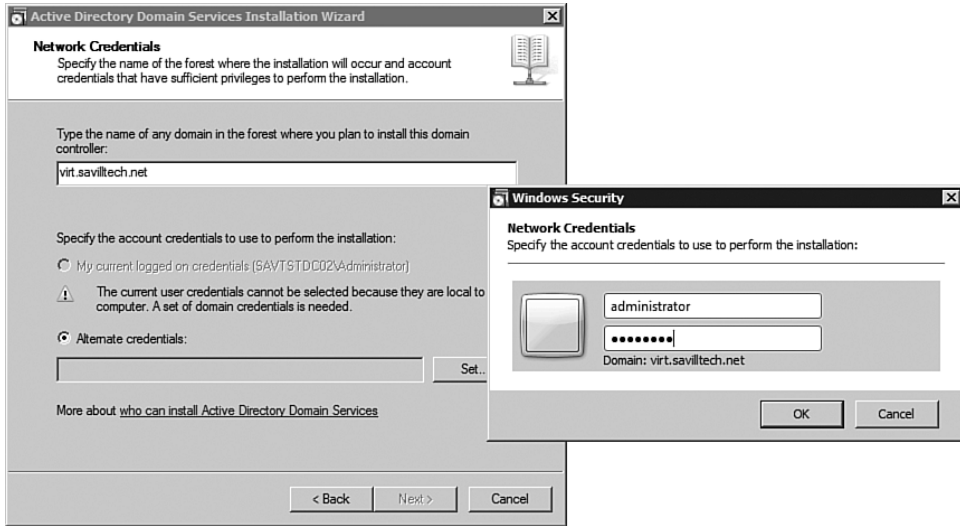 Active Directory Domain Services Installation Wizard
Network Credentials
Specify the name of the forest where the installation will occur and account
credentials that have sufficient privileges to perform the installation.
Type the name of any domain in the forest where you plan to install this domain
controller:
virt.savilltech.net
Specify the account credentials to use to perform the installation:
My current logged on credentials (SAVTSTDC02\Administrator)
The current user credentials cannot be selected because they are local to
computer. A set of domain credentials is needed.
Alternate credentials:
Set..
More about who can install Active Directory Domain Services
< Back
Next >
Cancel
Windows Security
Network Credentials
Specify the account credentials to use to perform the installation:
administrator
●●●●●●●●
Domain: virt.savilltech.net
OK
Cancel